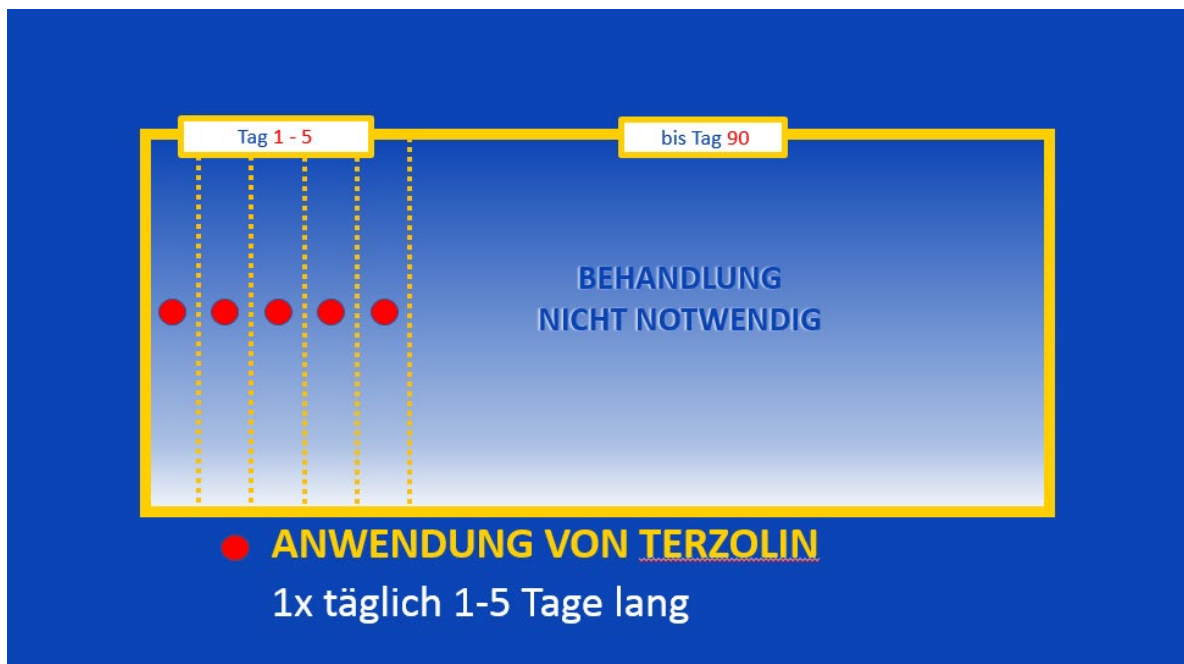 Tag 1 - 5
bis Tag 90
BEHANDLUNG
NICHT NOTWENDIG
ANWENDUNG VON TERZOLIN
1x täglich 1-5 Tage lang